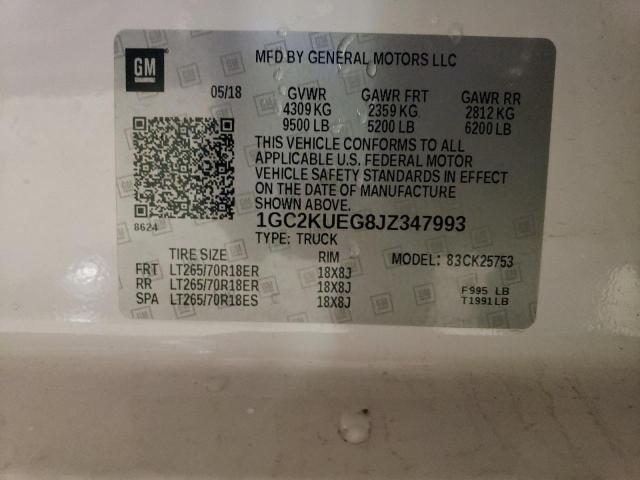 GM
MFD BY GENERAL MOTORS LLC
05/18 GVWR GAWR FRT GAWR RR
4309 KG 2359 KG 2812 KG
9500 LB 5200 LB 6200 LB
THIS VEHICLE CONFORMS TO ALL
APPLICABLE U.S. FEDERAL MOTOR
VEHICLE SAFETY STANDARDS IN EFFECT
ON THE DATE OF MANUFACTURE
SHOWN ABOVE.
8624
1GC2KUEG8JZ347993
TYPE: TRUCK
TIRE SIZE RIM MODEL: 83CK25753
FRT LT265/70R18ER 18X8J
RR LT265/70R18ER 18X8J
SPA LT265/70R18ES 18X8J
F995 LB
T1991LB